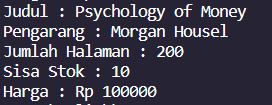 Judul : Psychology of Money
Pengarang : Morgan Housel
Jumlah Halaman : 200
Sisa Stok : 10
Harga : Rp 100000